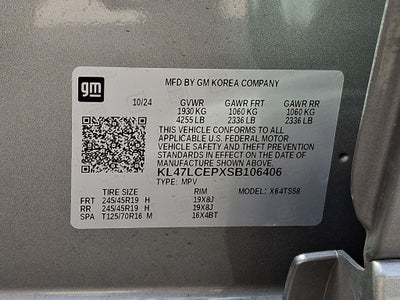 gm
MFD BY GM KOREA COMPANY
10/24 GVWR GAWR FRT GAWR RR
1930 KG 1060 KG 1060 KG
4255 LB 2336 LB 2336 LB
THIS VEHICLE CONFORMS TO ALL
APPLICABLE U.S. FEDERAL MOTOR
VEHICLE SAFETY AND THEFT PREVENTION
STANDARDS IN EFFECT ON THE DATE OF
MANUFACTURE SHOWN ABOVE.
KL47LCEPXSB106406
TYPE: MPV MODEL: X64TS58
TIRE SIZE RIM
FRT 245/45R19 H 19X8J
RR 245/45R19 H 19X8J
SPA T125/70R16 M 16X4BT